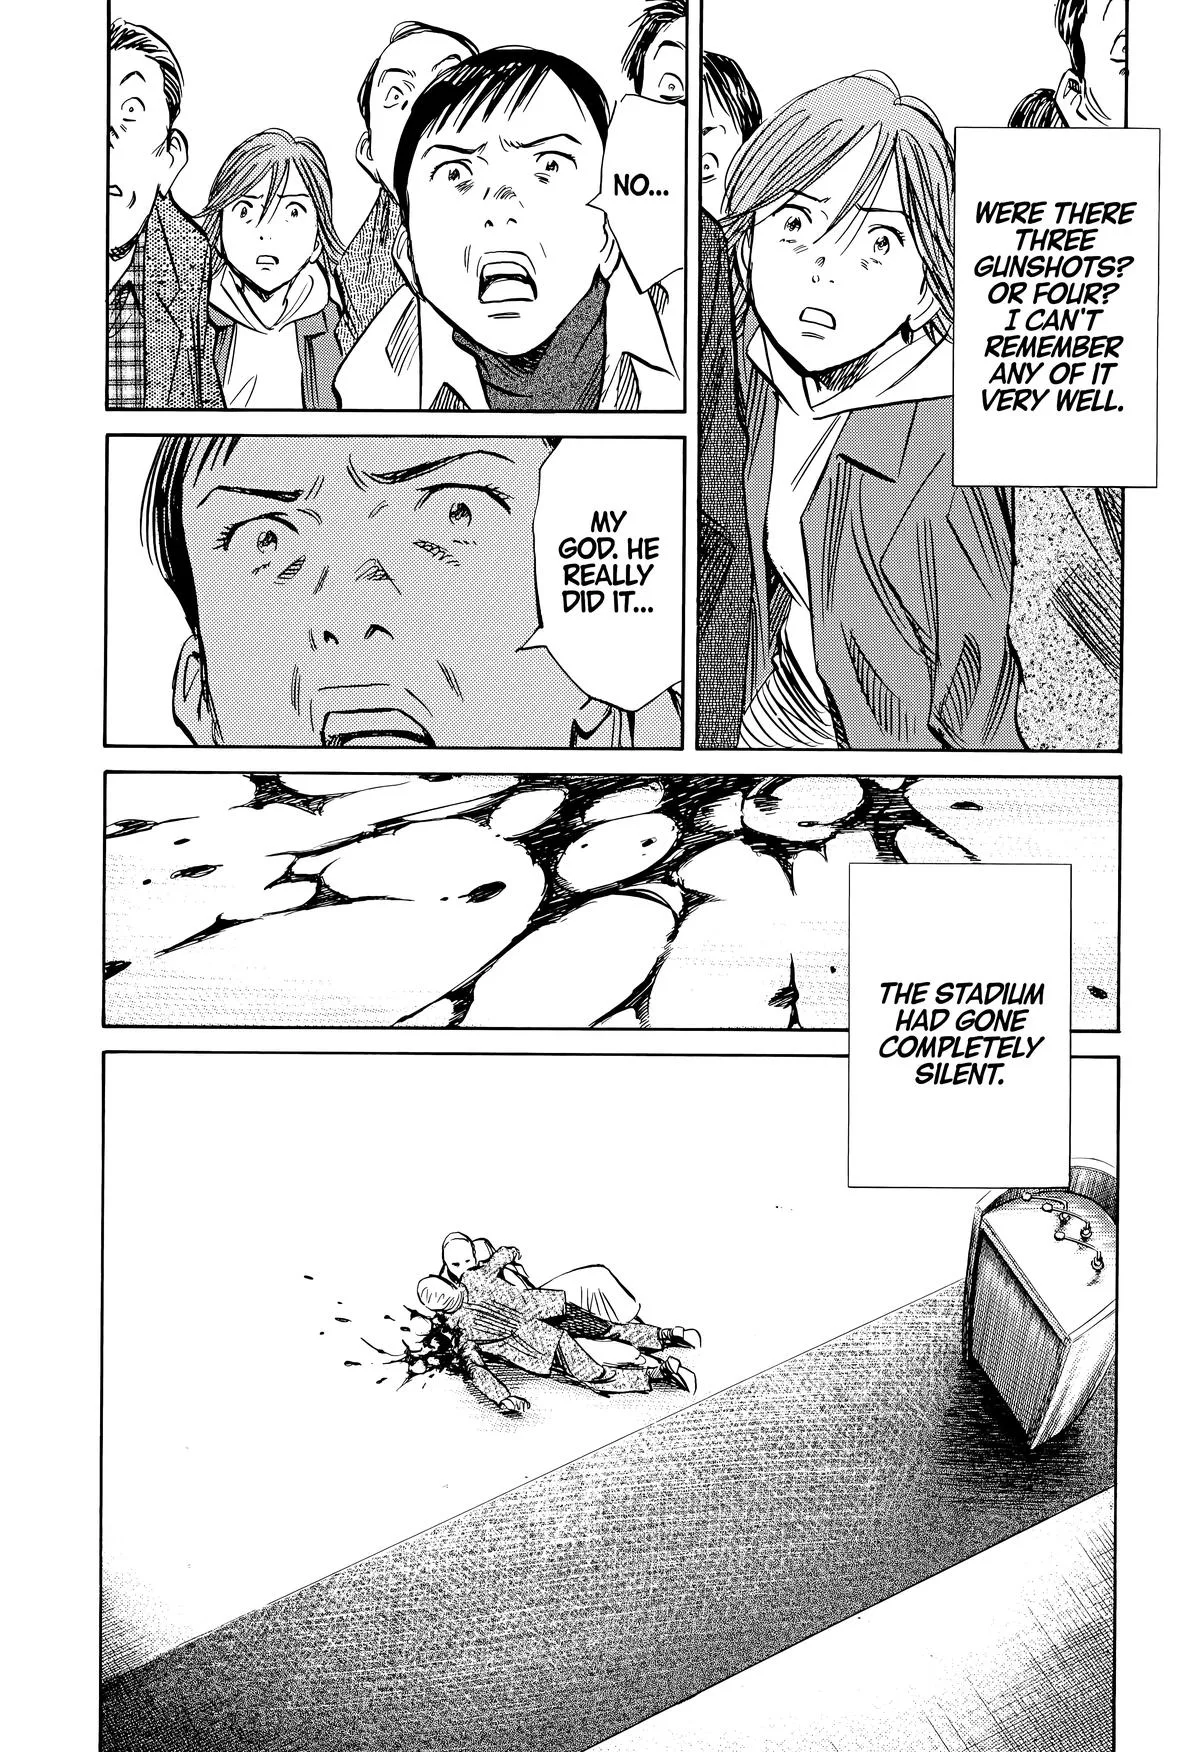 WERE THERE
THREE
GUNSHOTS?
OR FOUR?
I CAN'T
REMEMBER
ANY OF IT
VERY WELL.
NO...
MY
GOD. HE
REALLY
DID IT...
THE STADIUM
HAD GONE
COMPLETELY
SILENT.